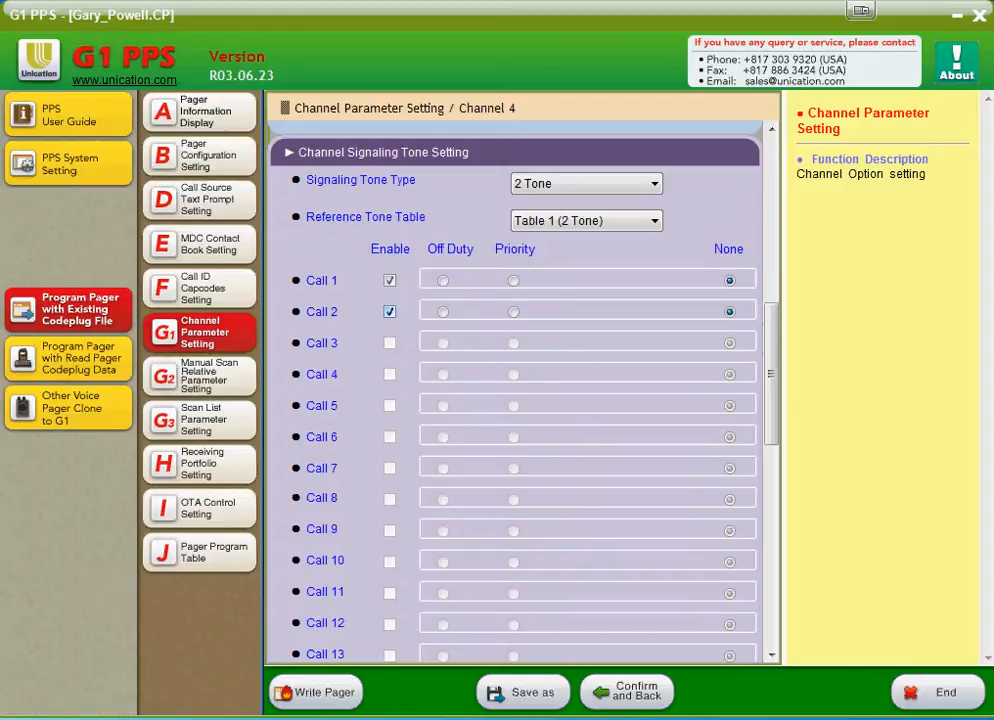 G1 PPS - [Gary_Powell.CP]
Unication
G1 PPS
www.unication.com
Version
R03.06.23
If you have any query or service, please contact
• Phone: +817 303 9320 (USA)
• Fax: +817 886 3424 (USA)
• Email: sales@unication.com
About
PPS
User Guide
PPS System
Setting
Program Pager
with Existing
Codeplug File
Program Pager
with Read Pager
Codeplug Data
Other Voice
Pager Clone
to G1
A
Pager
Information
Display
B
Pager
Configuration
Setting
D
Call Source
Text Prompt
Setting
E
MDC Contact
Book Setting
F
Call ID
Capcodes
Setting
G1
Channel
Parameter
Setting
G2
Manual Scan
Relative
Parameter
Setting
G3
Scan List
Parameter
Setting
H
Receiving
Portfolio
Setting
I
OTA Control
Setting
J
Pager Program
Table
Channel Parameter Setting / Channel 4
Channel Signaling Tone Setting
Signaling Tone Type 2 Tone
Reference Tone Table Table 1 (2 Tone)
Enable Off Duty Priority None
Call 1
Call 2
Call 3
Call 4
Call 5
Call 6
Call 7
Call 8
Call 9
Call 10
Call 11
Call 12
Call 13
• Channel Parameter
Setting
• Function Description
Channel Option setting
Write Pager
Save as
Confirm
and Back
End